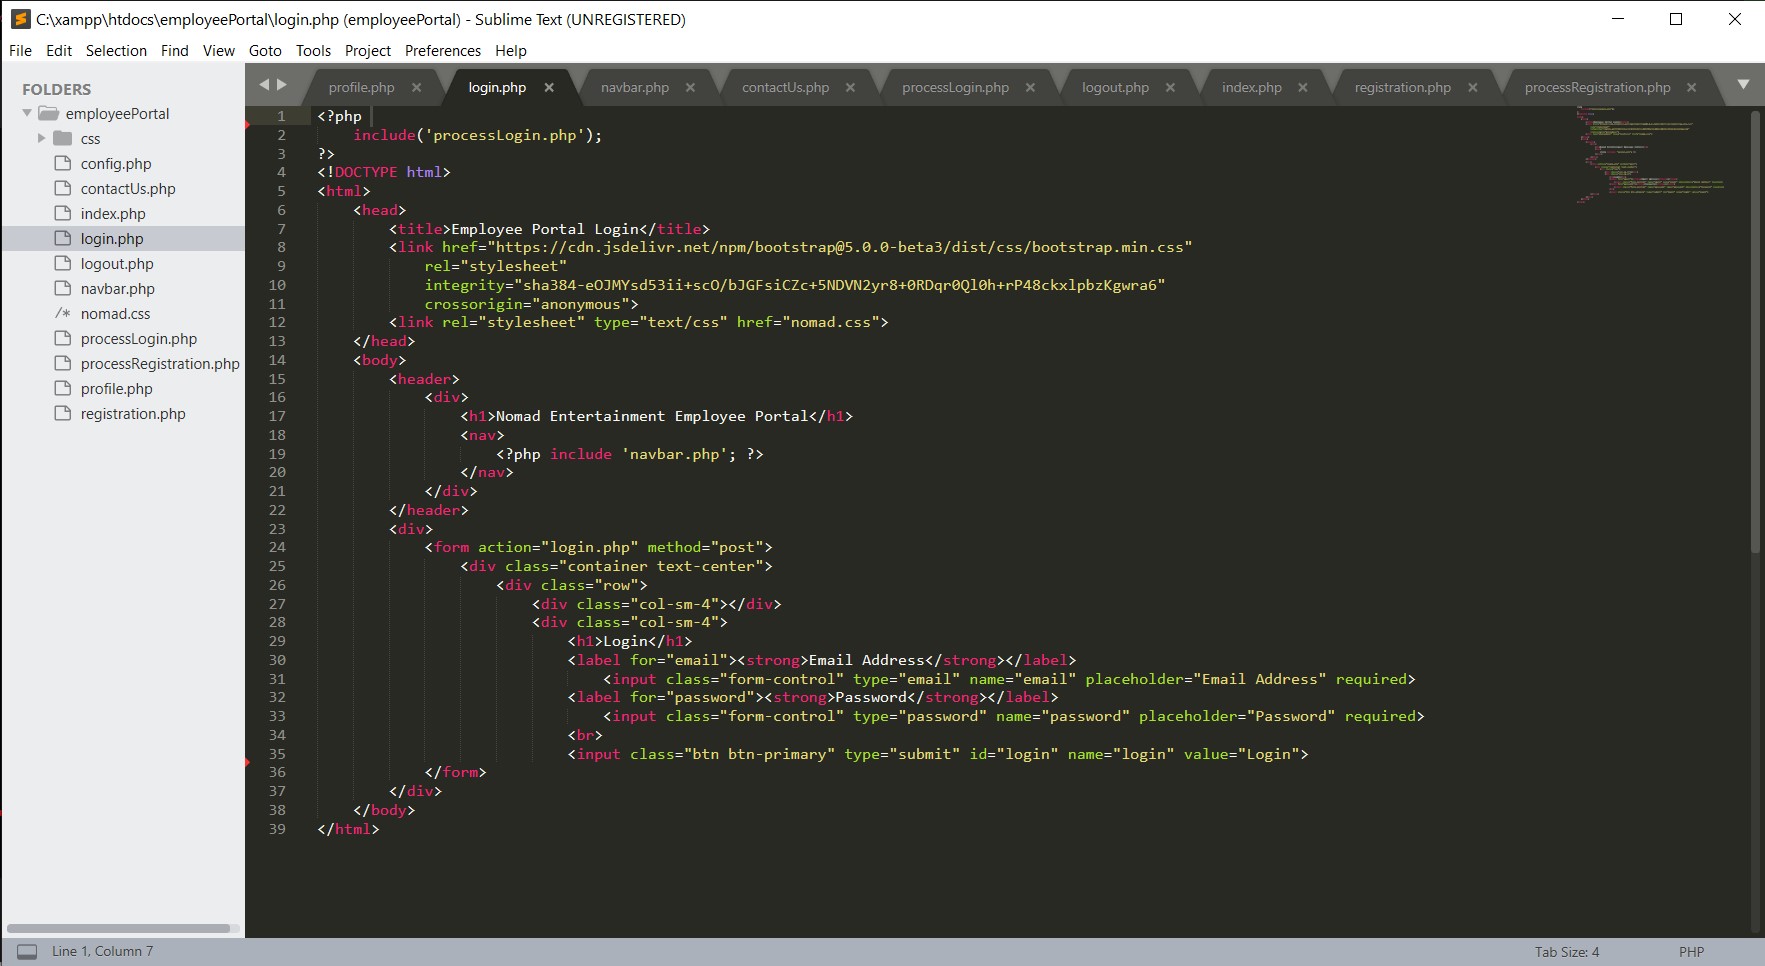 C:\xampp\htdocs\employeePortal\login.php (employeePortal) - Sublime Text (UNREGISTERED)
File Edit Selection Find View Goto Tools Project Preferences Help
FOLDERS
employeePortal
css
config.php
contactUs.php
index.php
login.php
logout.php
navbar.php
/* nomad.css
processLogin.php
processRegistration.php
profile.php
registration.php
profile.php login.php navbar.php contactUs.php processLogin.php logout.php index.php registration.php processRegistration.php
1 <?php
2 include('processLogin.php');
3 ?>
4 <!DOCTYPE html>
5 <html>
6 <head>
7 <title>Employee Portal Login</title>
8 <link href="https://cdn.jsdelivr.net/npm/bootstrap@5.0.0-beta3/dist/css/bootstrap.min.css"
9 rel="stylesheet"
10 integrity="sha384-eOJMYsd53ii+scO/bJGFsiCZc+5NDVN2yr8+0RDqr0Ql0h+rP48ckxlpbzKgwra6"
11 crossorigin="anonymous">
12 <link rel="stylesheet" type="text/css" href="nomad.css">
13 </head>
14 <body>
15 <header>
16 <div>
17 <h1>Nomad Entertainment Employee Portal</h1>
18 <nav>
19 <?php include 'navbar.php'; ?>
20 </nav>
21 </div>
22 </header>
23 <div>
24 <form action="login.php" method="post">
25 <div class="container text-center">
26 <div class="row">
27 <div class="col-sm-4"></div>
28 <div class="col-sm-4">
29 <h1>Login</h1>
30 <label for="email"><strong>Email Address</strong></label>
31 <input class="form-control" type="email" name="email" placeholder="Email Address" required>
32 <label for="password"><strong>Password</strong></label>
33 <input class="form-control" type="password" name="password" placeholder="Password" required>
34 <br>
35 <input class="btn btn-primary" type="submit" id="login" name="login" value="Login">
36 </form>
37 </div>
38 </body>
39 </html>
Line 1, Column 7
Tab Size: 4
PHP